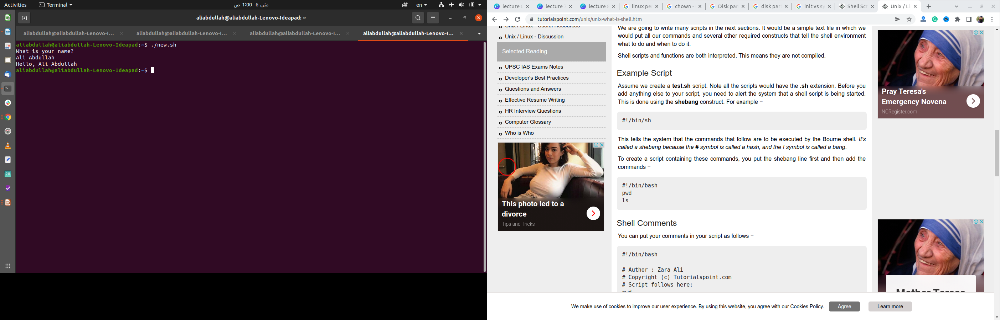 Activities
Terminal
ص 1:00 مئی 6
en
aliabdullah@aliabdullah-Lenovo-Ideapad: ~
aliabdullah@aliabdullah-Lenovo-I...
aliabdullah@aliabdullah-Lenovo-I...
aliabdullah@aliabdullah-Lenovo-I...
aliabdullah@aliabdullah-Lenovo-I...
aliabdullah@aliabdullah-Lenovo-Ideapad:~$ ./new.sh
What is your name?
Ali Abdullah
Hello, Ali Abdullah
aliabdullah@aliabdullah-Lenovo-Ideapad:~$
28
lecture 6
lecture 7
lecture 8
linux pe
chown -
Disk par
disk part
init vs sy
Shell Scr
Unix / Li
tutorialspoint.com/unix/unix-what-is-shell.htm
Unix / Linux - Useful Resources
Unix / Linux - Discussion
Selected Reading
UPSC IAS Exams Notes
Developer's Best Practices
Questions and Answers
Effective Resume Writing
HR Interview Questions
Computer Glossary
Who is Who
This photo led to a
divorce
Tips and Tricks
We are going to write many scripts in the next sections. It would be a simple text file in which we
would put all our commands and several other required constructs that tell the shell environment
what to do and when to do it.
Shell scripts and functions are both interpreted. This means they are not compiled.
Example Script
Assume we create a test.sh script. Note all the scripts would have the .sh extension. Before you
add anything else to your script, you need to alert the system that a shell script is being started.
This is done using the shebang construct. For example −
#!/bin/sh
This tells the system that the commands that follow are to be executed by the Bourne shell. It's
called a shebang because the # symbol is called a hash, and the ! symbol is called a bang.
To create a script containing these commands, you put the shebang line first and then add the
commands −
#!/bin/bash
pwd
ls
Shell Comments
You can put your comments in your script as follows −
#!/bin/bash
# Author : Zara Ali
# Copyright (c) Tutorialspoint.com
# Script follows here:
pwd
Pray Teresa's
Emergency Novena
NCRegister.com
Mother Teresa
We make use of cookies to improve our user experience. By using this website, you agree with our Cookies Policy.
Agree
Learn more